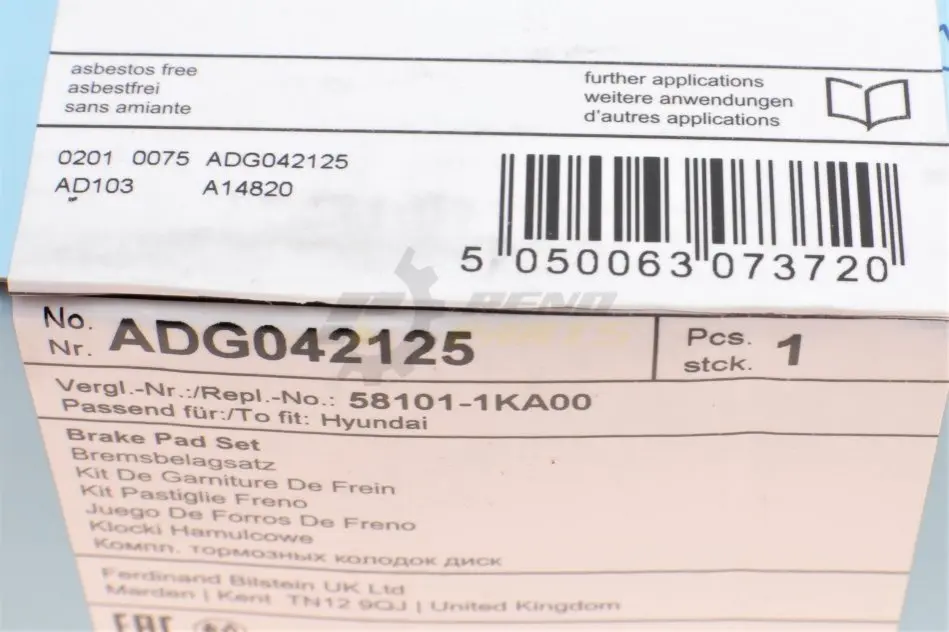 asbestos free
asbestfrei
sans amiante
further applications
weitere anwendungen
d'autres applications
0201 0075 ADG042125
AD103 A14820
5 050063 073720
No.
Nr. ADG042125
Pcs.
stck. 1
Vergl.-Nr.:/Repl.-No.: 58101-1KA00
Passend für:/To fit: Hyundai
Brake Pad Set
Bremsbelagsatz
Kit De Garniture De Frein
Kit Pastiglie Freno
Juego De Forros De Freno
Klocki Hamulcowe
Компл. тормозных колодок диск
Ferdinand Bilstein UK Ltd
Marden | Kent TN12 9QJ | United Kingdom
EAC